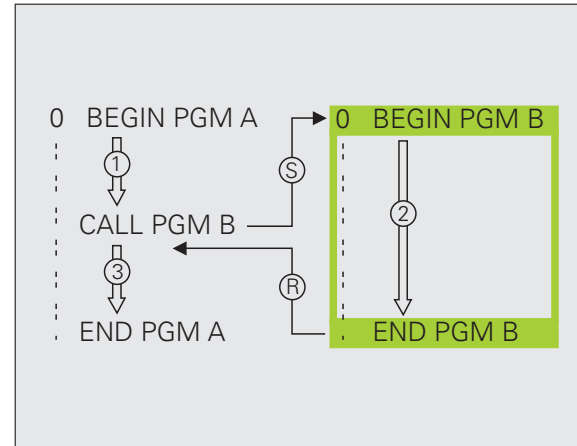 0 BEGIN PGM A
1
CALL PGM B
3
END PGM A
S
R
0 BEGIN PGM B
2
END PGM B